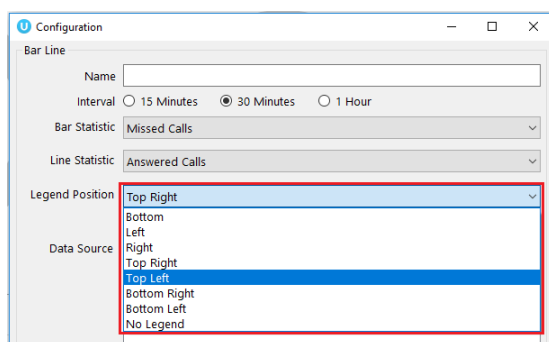 Configuration
Bar Line
Name
Interval 15 Minutes 30 Minutes 1 Hour
Bar Statistic Missed Calls
Line Statistic Answered Calls
Legend Position Top Right
Bottom
Left
Data Source Right
Top Right
Top Left
Bottom Right
Bottom Left
No Legend